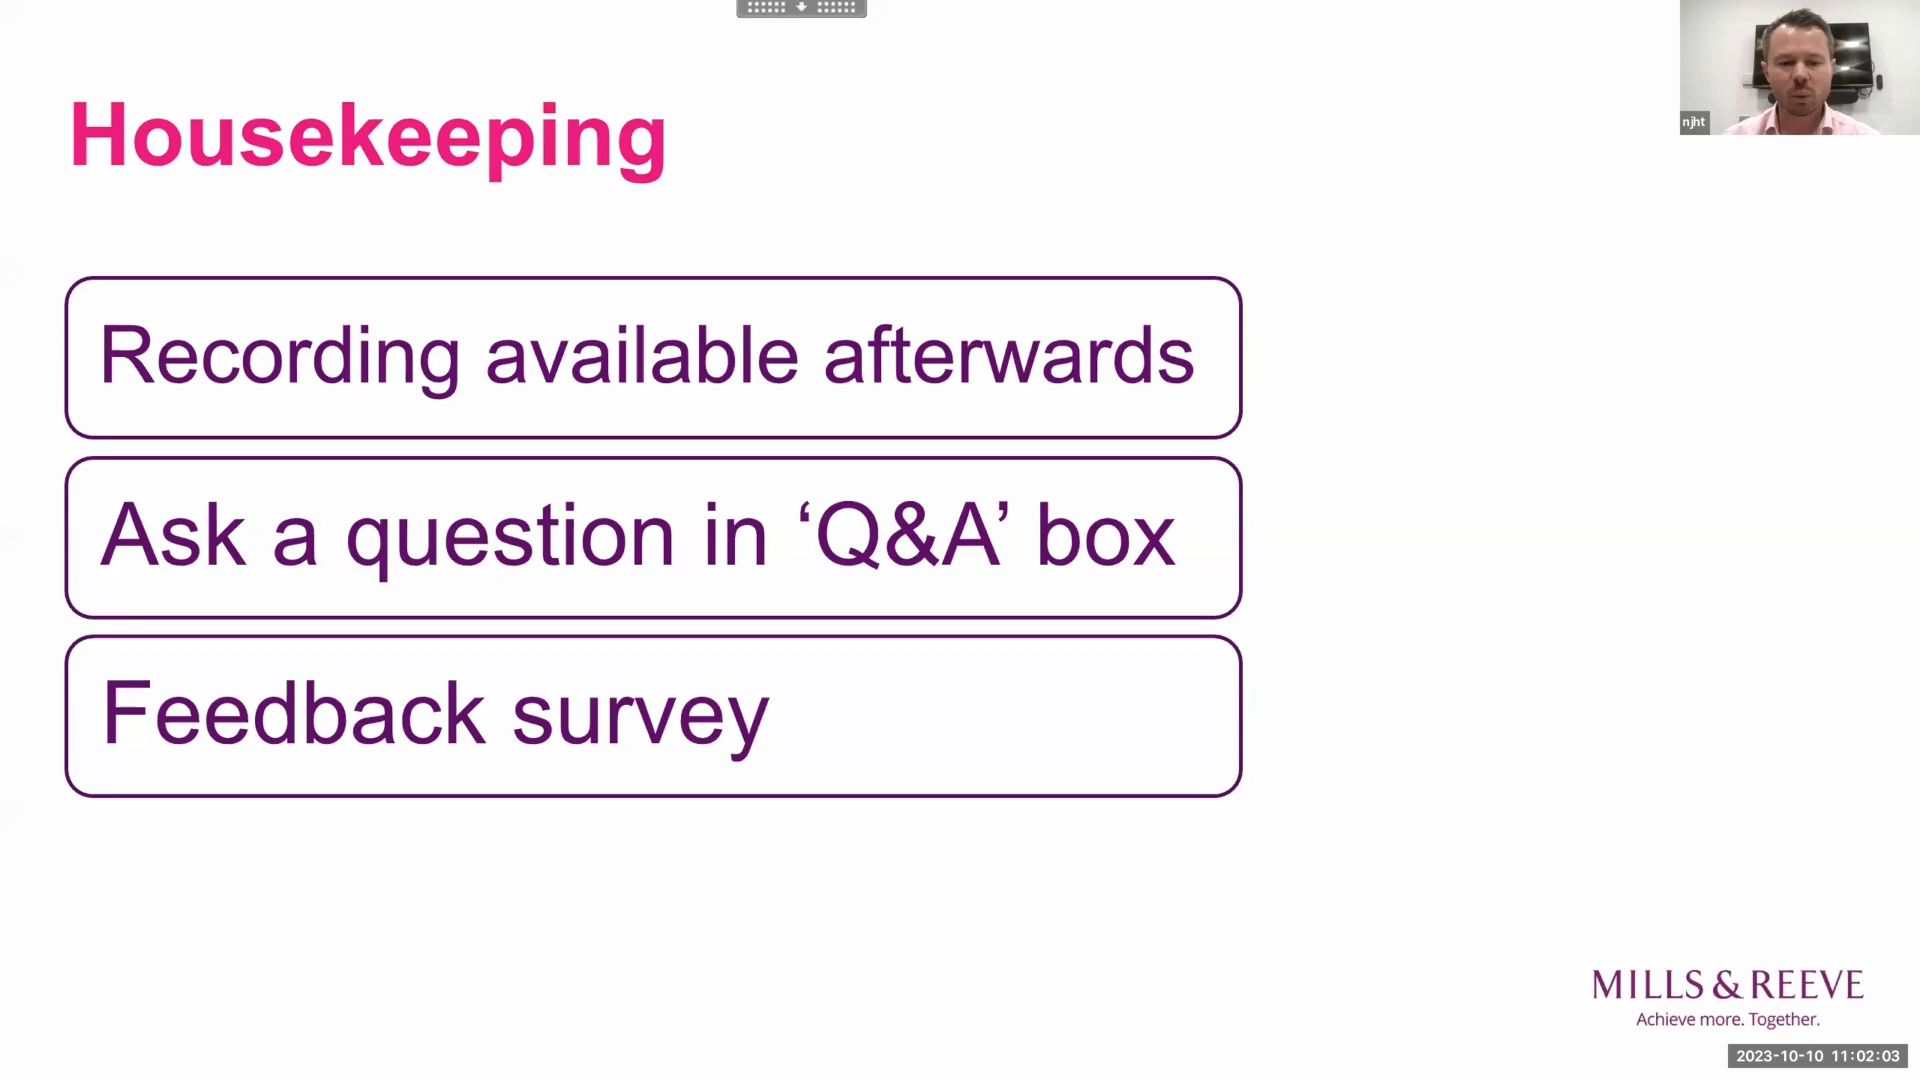 njht
Housekeeping
Recording available afterwards
Ask a question in ‘Q&A’ box
Feedback survey
MILLS & REEVE
Achieve more. Together.
2023-10-10 11:02:03